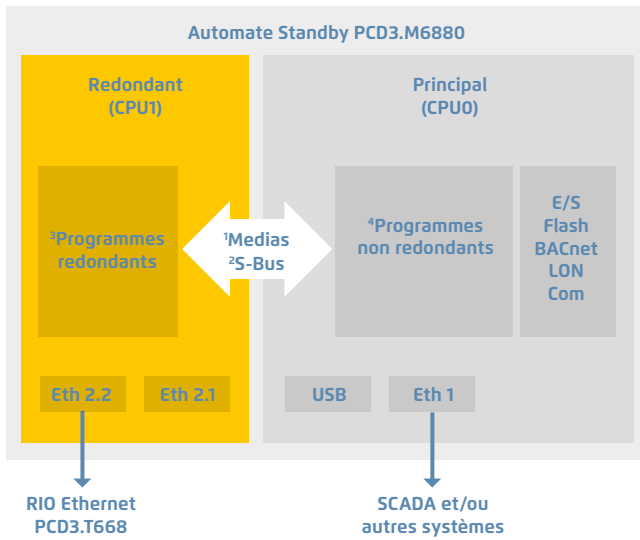 Automate Standby PCD3.M6880
Redondant
(CPU1)
Principal
(CPU0)
³Programmes
redondants
¹Medias
²S-Bus
⁴Programmes
non redondants
E/S
Flash
BACnet
LON
Com
Eth 2.2
Eth 2.1
USB
Eth 1
RIO Ethernet
PCD3.T668
SCADA et/ou
autres systèmes